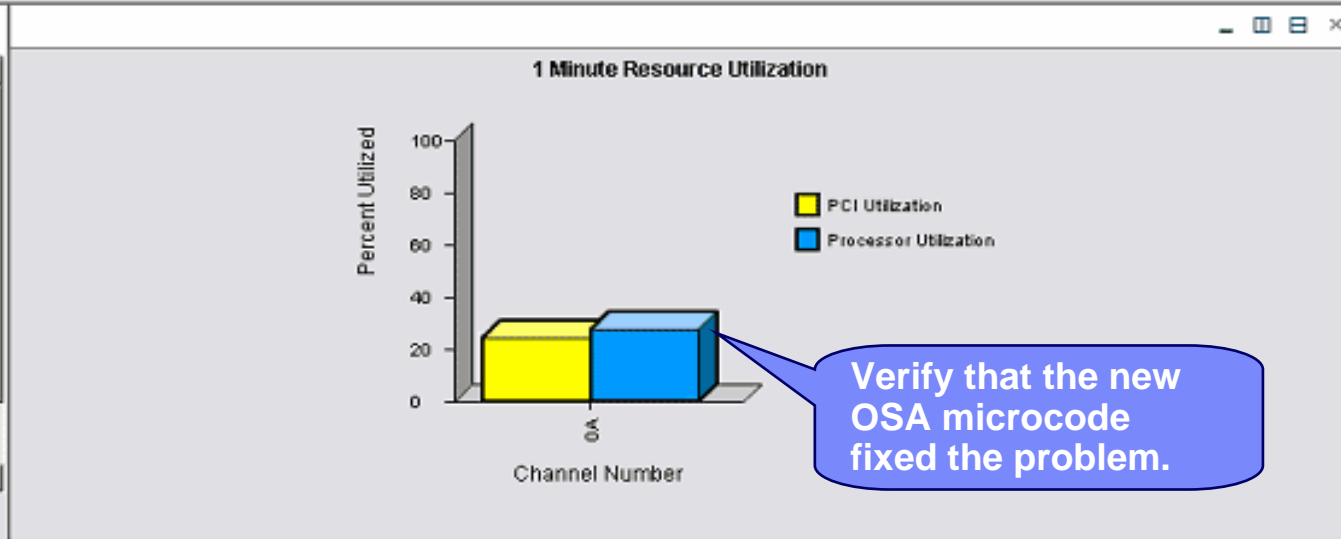 1 Minute Resource Utilization
Percent Utilized
100
80
60
40
20
0
0A
Channel Number
PCI Utilization
Processor Utilization
Verify that the new
OSA microcode
fixed the problem.